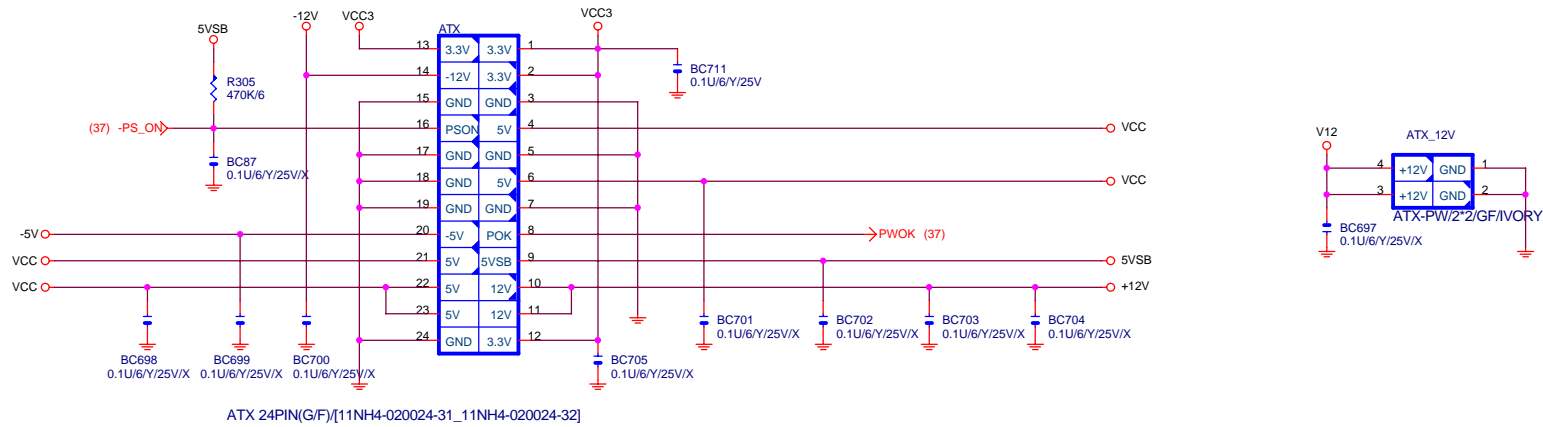 -12V
VCC3
VCC3
ATX
5VSB
13
3.3V
3.3V
1
BC711
0.1U/6/Y/25V
R305
470K/6
14
-12V
3.3V
2
15
GND
GND
3
(37) -PS_ON
16
PSON
5V
4
VCC
V12
ATX_12V
17
GND
GND
5
BC87
0.1U/6/Y/25V/X
4
+12V
GND
1
18
GND
5V
6
VCC
3
+12V
GND
2
19
GND
GND
7
ATX-PW/2*2/GF/IVORY
-5V
20
-5V
POK
8
PWOK (37)
BC697
0.1U/6/Y/25V/X
VCC
21
5V
5VSB
9
5VSB
VCC
22
5V
12V
10
+12V
23
5V
12V
11
BC701
0.1U/6/Y/25V/X
BC702
0.1U/6/Y/25V/X
BC703
0.1U/6/Y/25V/X
BC704
0.1U/6/Y/25V/X
24
GND
3.3V
12
BC698
0.1U/6/Y/25V/X
BC699
0.1U/6/Y/25V/X
BC700
0.1U/6/Y/25V/X
BC705
0.1U/6/Y/25V/X
ATX 24PIN(G/F)/[11NH4-020024-31_11NH4-020024-32]